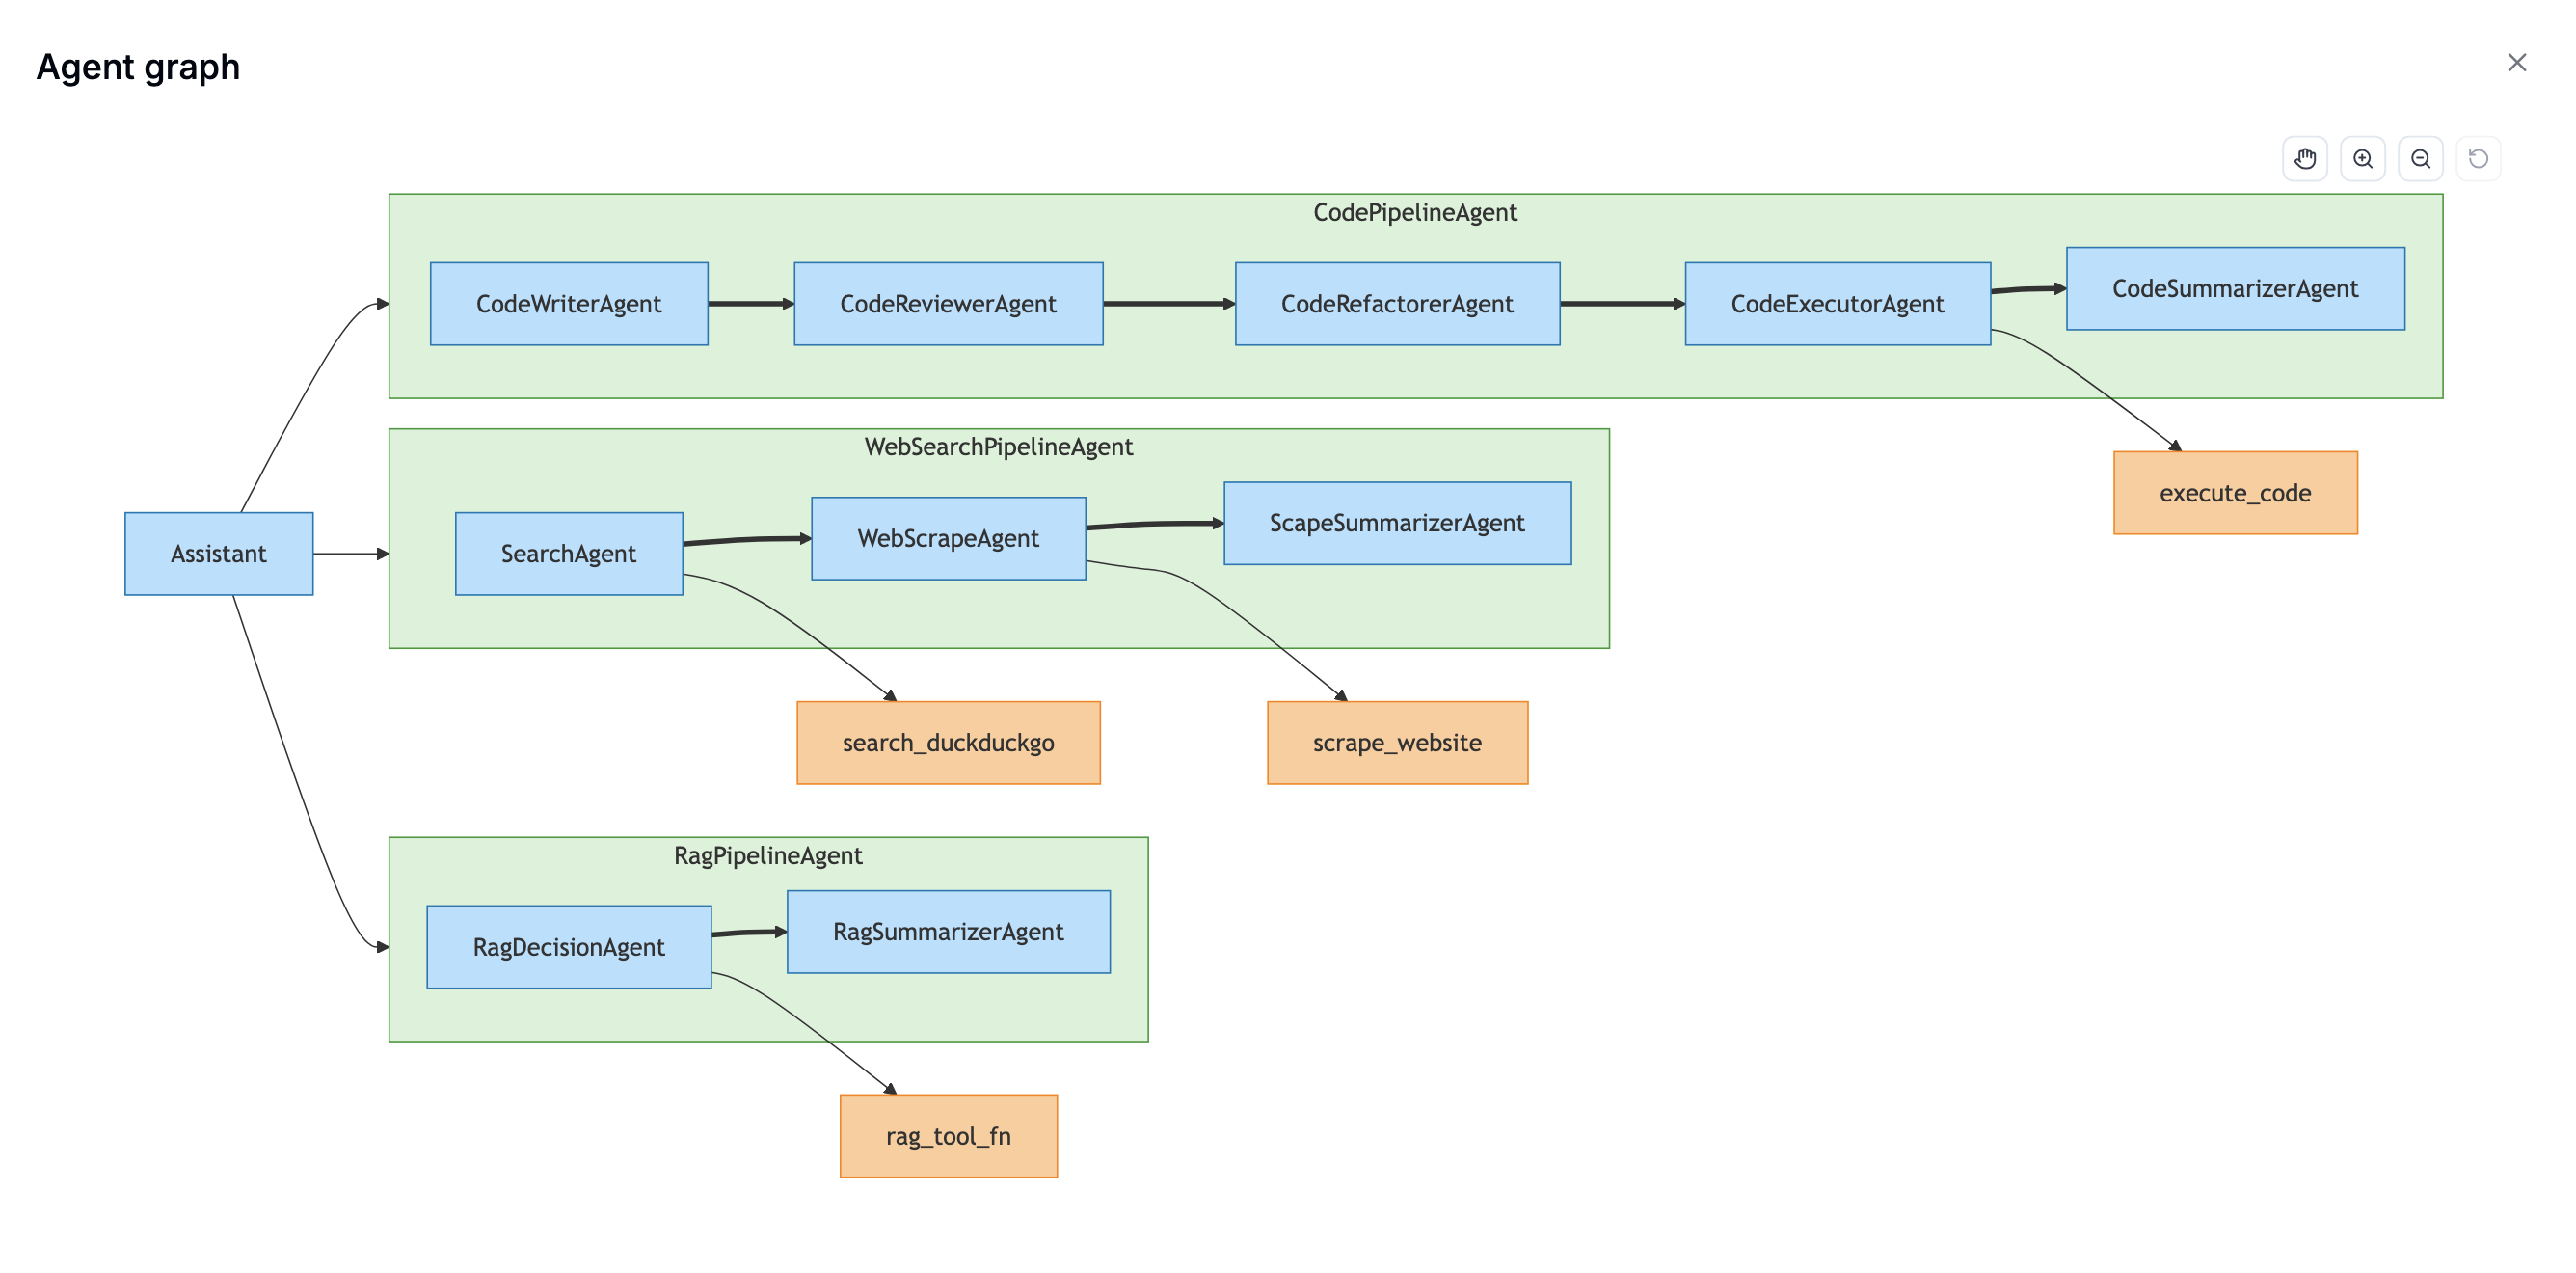 Agent graph
CodePipelineAgent
CodeWriterAgent
CodeReviewerAgent
CodeRefactorerAgent
CodeExecutorAgent
CodeSummarizerAgent
execute_code
WebSearchPipelineAgent
Assistant
SearchAgent
WebScrapeAgent
ScapeSummarizerAgent
search_duckduckgo
scrape_website
RagPipelineAgent
RagDecisionAgent
RagSummarizerAgent
rag_tool_fn